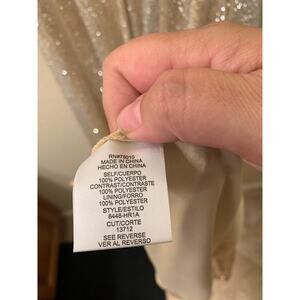 RN#75010
MADE IN CHINA
HECHO EN CHINA
SELF/CUERPO
100% POLYESTER
CONTRAST/CONTRASTE
100% POLYESTER
LINING/FORRO
100% POLYESTER
STYLE/ESTILO
8448-HR1A
CUT/CORTE
13712
SEE REVERSE
VER AL REVERSO